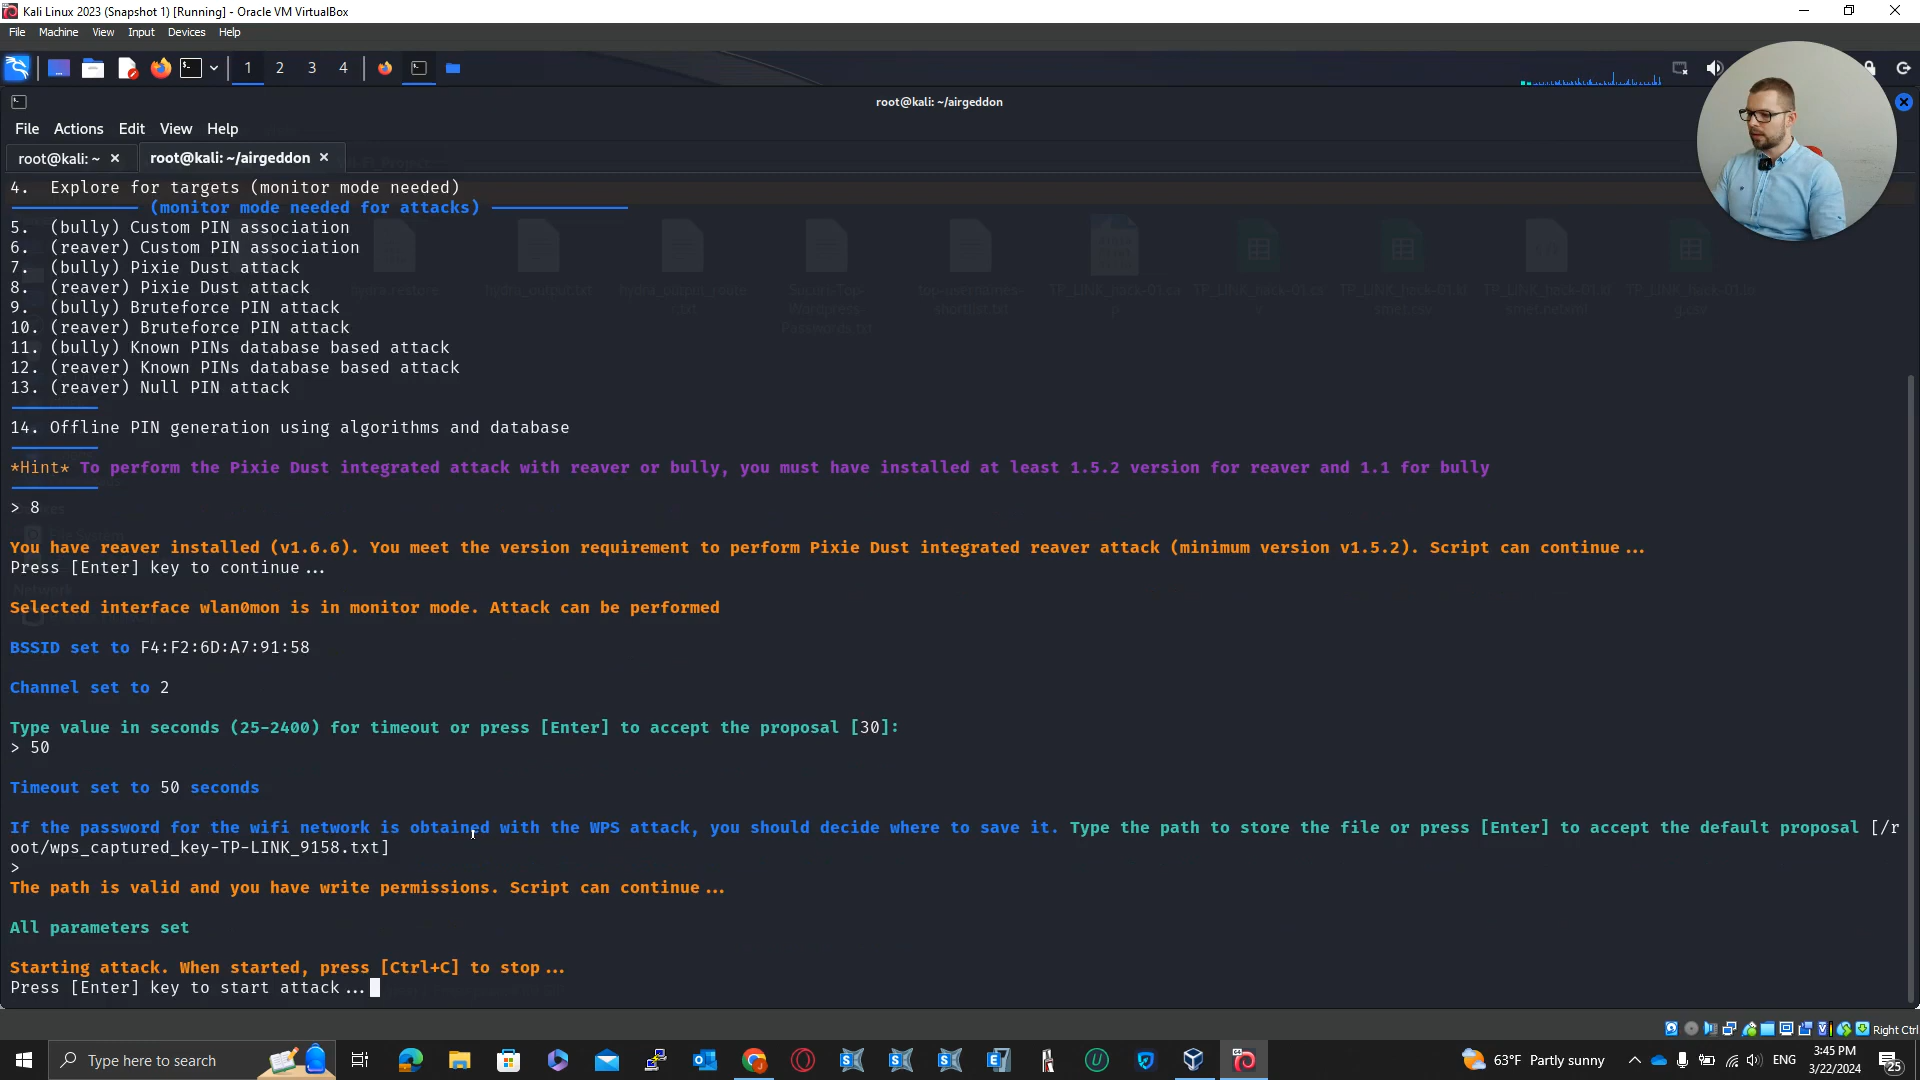 Kali Linux 2023 (Snapshot 1) [Running] - Oracle VM VirtualBox
File Machine View Input Devices Help
1 2 3 4
root@kali: ~/airgeddon
File Actions Edit View Help
root@kali: ~ × root@kali: ~/airgeddon ×
4. Explore for targets (monitor mode needed)
(monitor mode needed for attacks)
5. (bully) Custom PIN association
6. (reaver) Custom PIN association
7. (bully) Pixie Dust attack
8. (reaver) Pixie Dust attack
9. (bully) Bruteforce PIN attack
10. (reaver) Bruteforce PIN attack
11. (bully) Known PINs database based attack
12. (reaver) Known PINs database based attack
13. (reaver) Null PIN attack
14. Offline PIN generation using algorithms and database
*Hint* To perform the Pixie Dust integrated attack with reaver or bully, you must have installed at least 1.5.2 version for reaver and 1.1 for bully
> 8
You have reaver installed (v1.6.6). You meet the version requirement to perform Pixie Dust integrated reaver attack (minimum version v1.5.2). Script can continue...
Press [Enter] key to continue...
Selected interface wlan0mon is in monitor mode. Attack can be performed
BSSID set to F4:F2:6D:A7:91:58
Channel set to 2
Type value in seconds (25-2400) for timeout or press [Enter] to accept the proposal [30]:
> 50
Timeout set to 50 seconds
If the password for the wifi network is obtained with the WPS attack, you should decide where to save it. Type the path to store the file or press [Enter] to accept the default proposal [/r
oot/wps_captured_key-TP-LINK_9158.txt]
>
The path is valid and you have write permissions. Script can continue...
All parameters set
Starting attack. When started, press [Ctrl+C] to stop...
Press [Enter] key to start attack...
Right Ctrl
Type here to search
63°F Partly sunny
ENG
3:45 PM
3/22/2024
25